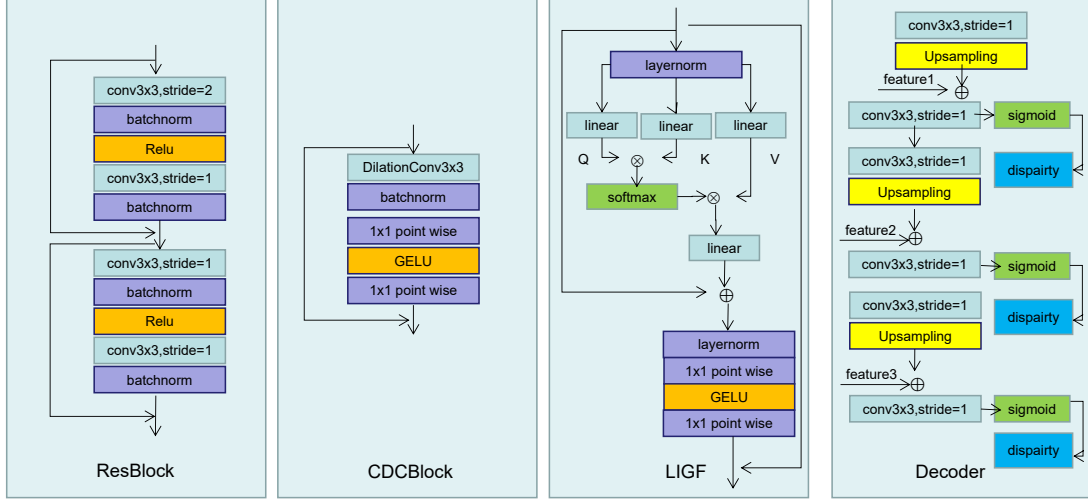 conv3x3,stride=2
batchnorm
Relu
conv3x3,stride=1
batchnorm
conv3x3,stride=1
batchnorm
Relu
conv3x3,stride=1
batchnorm
ResBlock
DilationConv3x3
batchnorm
1x1 point wise
GELU
1x1 point wise
CDCBlock
layernorm
linear linear linear
Q K V
softmax
linear
layernorm
1x1 point wise
GELU
1x1 point wise
LIGF
conv3x3,stride=1
Upsampling
feature1
conv3x3,stride=1 sigmoid
conv3x3,stride=1
dispairty
Upsampling
feature2
conv3x3,stride=1 sigmoid
conv3x3,stride=1
dispairty
Upsampling
feature3
conv3x3,stride=1 sigmoid
dispairty
Decoder